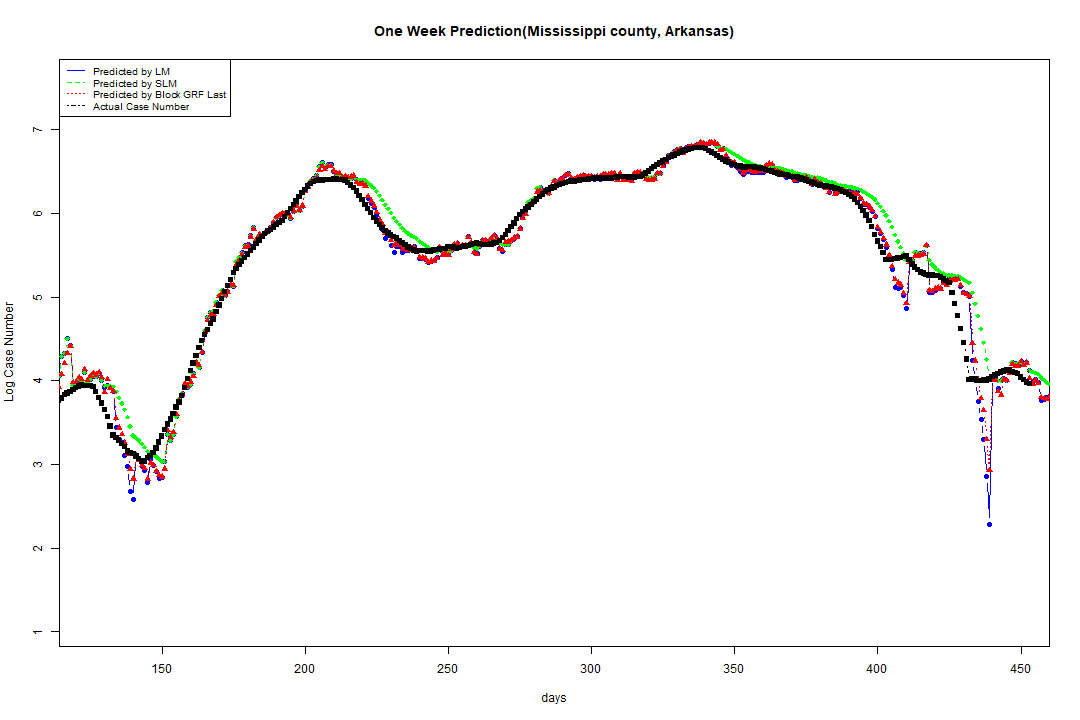 One Week Prediction(Mississippi county, Arkansas)
Predicted by LM
Predicted by SLM
Predicted by Block GRF Last
Actual Case Number
7
6
5
4
3
2
1
Log Case Number
150 200 250 300 350 400 450
days